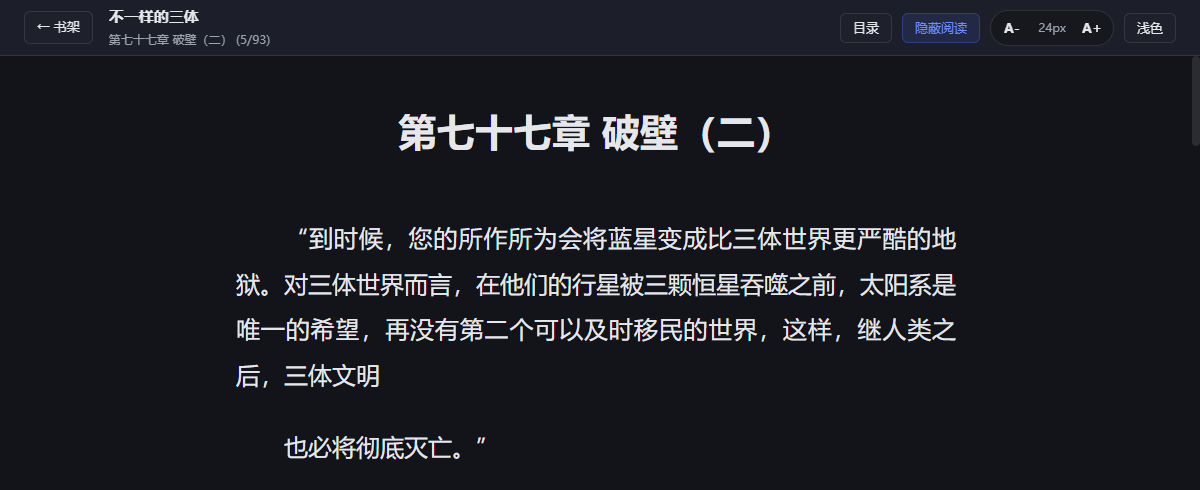 ← 书架
不一样的三体
第七十七章 破壁（二） (5/93)
目录
隐蔽阅读
A-
24px
A+
浅色
第七十七章 破壁（二）
“到时候，您的所作所为会将蓝星变成比三体世界更严酷的地
狱。对三体世界而言，在他们的行星被三颗恒星吞噬之前，太阳系是
唯一的希望，再没有第二个可以及时移民的世界，这样，继人类之
后，三体文明
也必将彻底灭亡。”